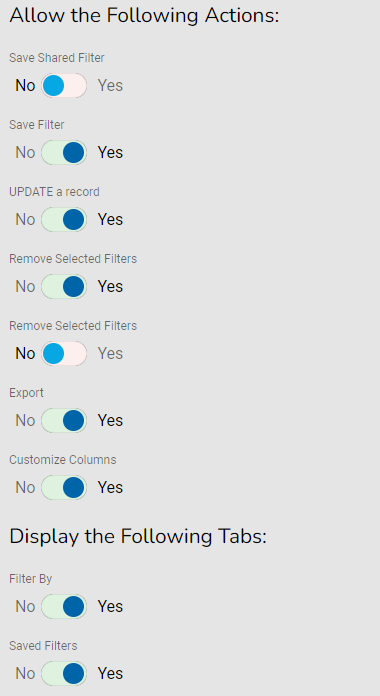 Allow the Following Actions:
Save Shared Filter
No Yes
Save Filter
No Yes
UPDATE a record
No Yes
Remove Selected Filters
No Yes
Remove Selected Filters
No Yes
Export
No Yes
Customize Columns
No Yes
Display the Following Tabs:
Filter By
No Yes
Saved Filters
No Yes